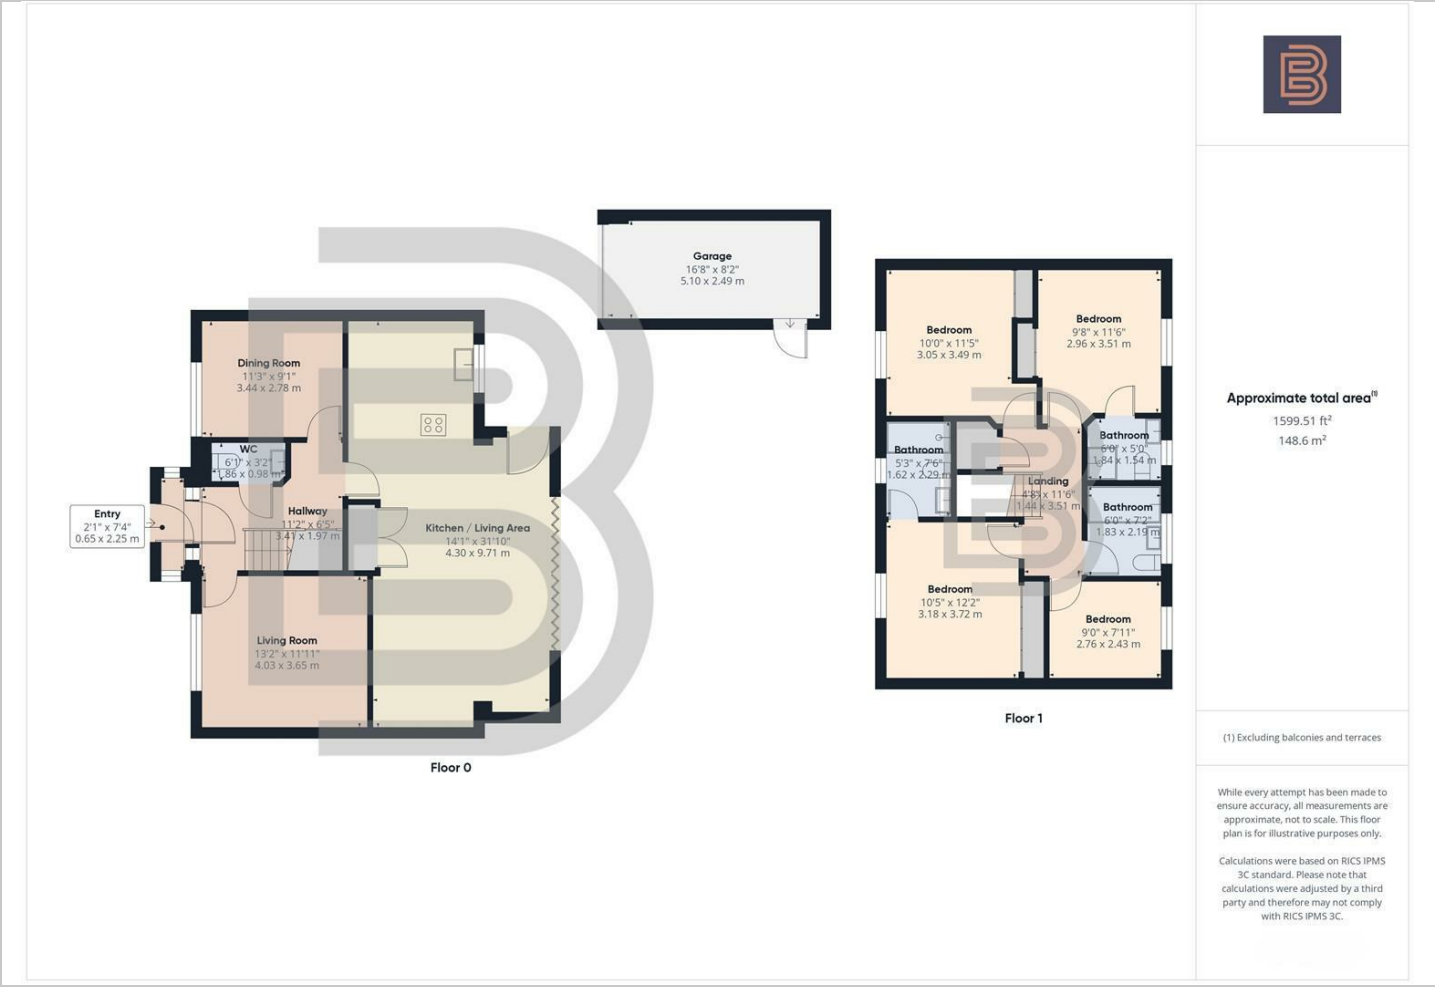 Garage
16'8" x 8'2"
5.10 x 2.49 m
Dining Room
11'3" x 9'1"
3.44 x 2.78 m
WC
6'1" x 3'2"
1.86 x 0.98 m
Entry
2'1" x 7'4"
0.65 x 2.25 m
Hallway
11'2" x 6'5"
3.41 x 1.97 m
Kitchen / Living Area
14'1" x 31'10"
4.30 x 9.71 m
Living Room
13'2" x 11'11"
4.03 x 3.65 m
Floor 0
Bedroom
10'0" x 11'5"
3.05 x 3.49 m
Bedroom
9'8" x 11'6"
2.96 x 3.51 m
Bathroom
5'3" x 7'6"
1.62 x 2.29 m
Bathroom
6'0" x 5'0"
1.84 x 1.54 m
Landing
4'8" x 11'6"
1.44 x 3.51 m
Bathroom
6'0" x 7'2"
1.83 x 2.19 m
Bedroom
10'5" x 12'2"
3.18 x 3.72 m
Bedroom
9'0" x 7'11"
2.76 x 2.43 m
Floor 1
Approximate total area(1)
1599.51 ft²
148.6 m²
(1) Excluding balconies and terraces
While every attempt has been made to
ensure accuracy, all measurements are
approximate, not to scale. This floor
plan is for illustrative purposes only.
Calculations were based on RICS IPMS
3C standard. Please note that
calculations were adjusted by a third
party and therefore may not comply
with RICS IPMS 3C.